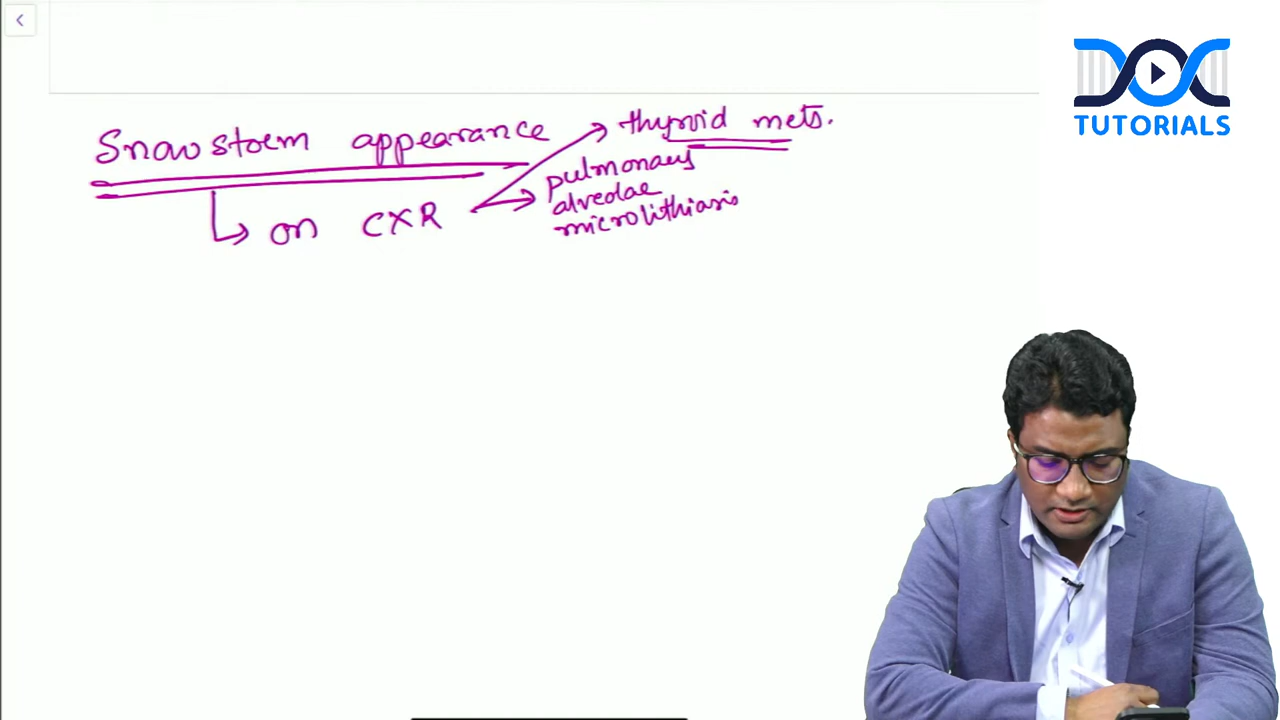 Snowstorm appearance
thyroid mets.
pulmonary
alveolar
microlithiasis
on CXR
TUTORIALS